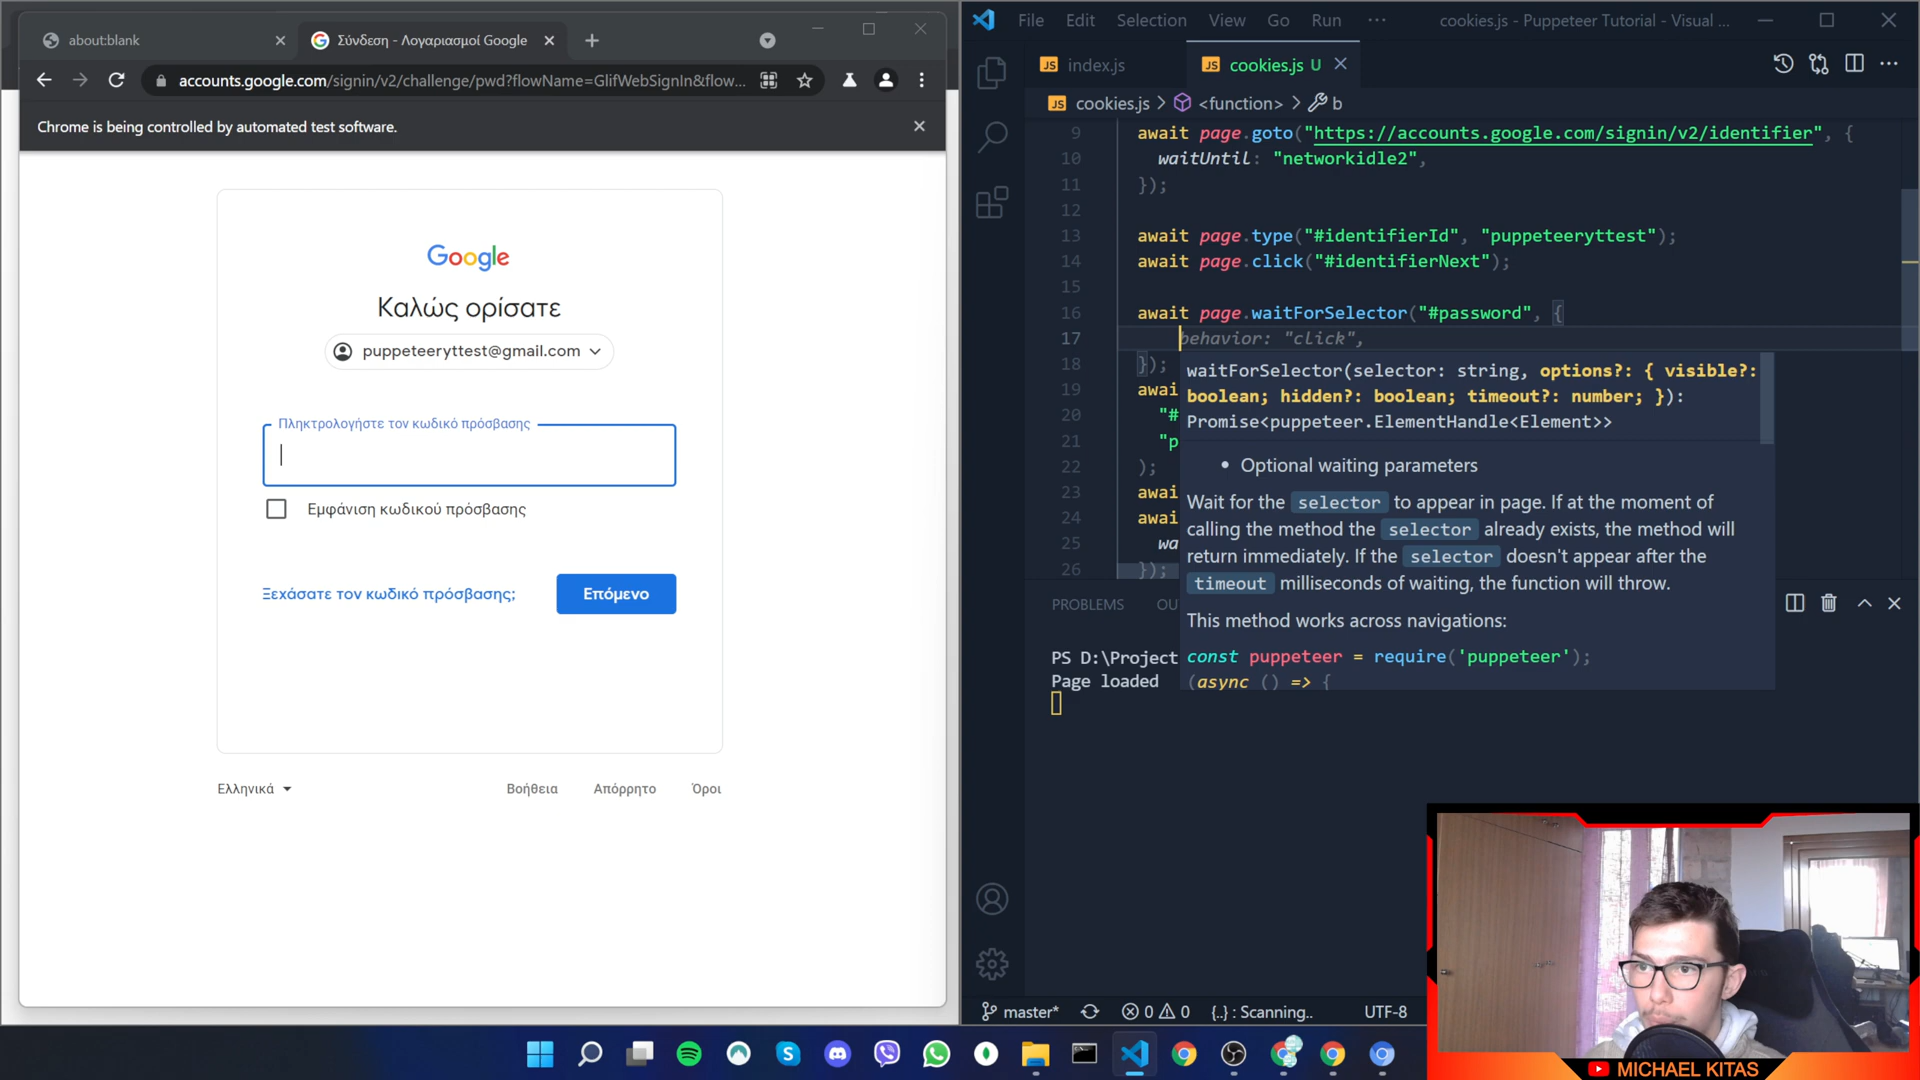 about:blank
Σύνδεση - Λογαριασμοί Google
accounts.google.com/signin/v2/challenge/pwd?flowName=GlifWebSignIn&flow...
Chrome is being controlled by automated test software.
Google
Καλώς ορίσατε
puppeteeryttest@gmail.com
Πληκτρολογήστε τον κωδικό πρόσβασης
Εμφάνιση κωδικού πρόσβασης
Ξεχάσατε τον κωδικό πρόσβασης;
Επόμενο
Ελληνικά
Βοήθεια
Απόρρητο
Όροι
File Edit Selection View Go Run ···
cookies.js - Puppeteer Tutorial - Visual ...
JS index.js
JS cookies.js U
JS cookies.js > <function> > b
9 await page.goto("https://accounts.google.com/signin/v2/identifier", {
10 waitUntil: "networkidle2",
11 });
12
13 await page.type("#identifierId", "puppeteeryttest");
14 await page.click("#identifierNext");
15
16 await page.waitForSelector("#password", {
17 behavior: "click",
18 });
19 awai
20 "#
21 "p
22 );
23 awai
24 awai
25 wa
26 });
waitForSelector(selector: string, options?: { visible?:
boolean; hidden?: boolean; timeout?: number; }):
Promise<puppeteer.ElementHandle<Element>>
• Optional waiting parameters
Wait for the selector to appear in page. If at the moment of
calling the method the selector already exists, the method will
return immediately. If the selector doesn't appear after the
timeout milliseconds of waiting, the function will throw.
This method works across navigations:
const puppeteer = require('puppeteer');
(async () => {
PROBLEMS OU
PS D:\Project
Page loaded
master* 0 0 {..} : Scanning.. UTF-8
MICHAEL KITAS